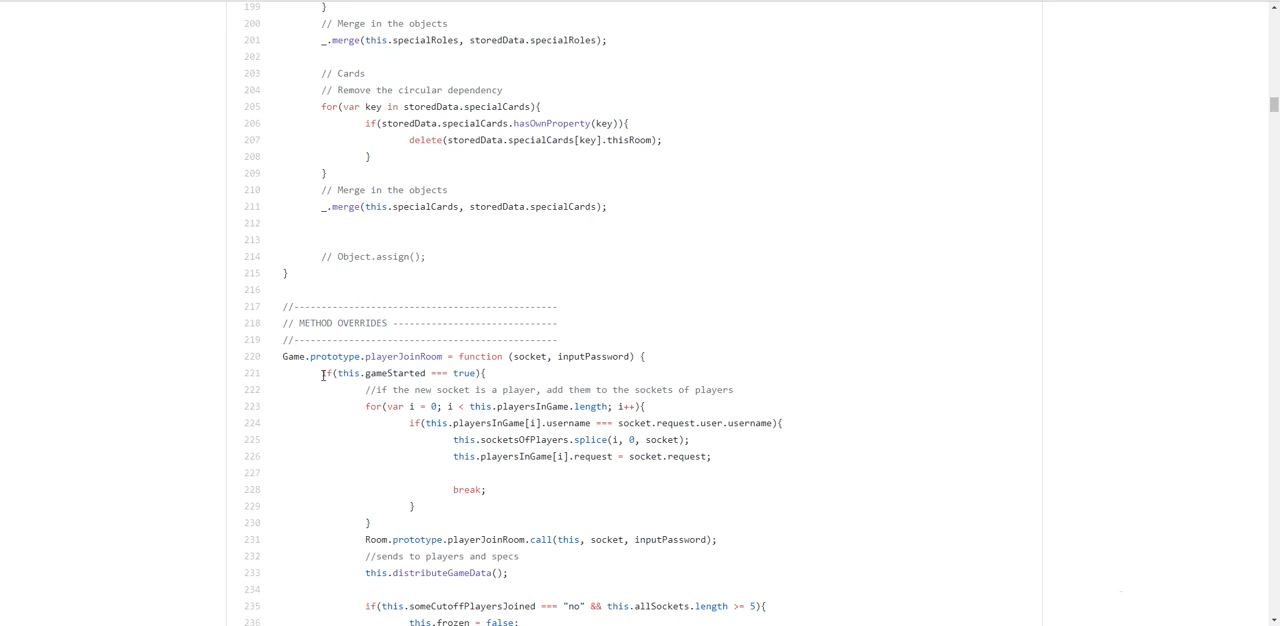 199 }
200 // Merge in the objects
201 _.merge(this.specialRoles, storedData.specialRoles);
202
203 // Cards
204 // Remove the circular dependency
205 for(var key in storedData.specialCards){
206 if(storedData.specialCards.hasOwnProperty(key)){
207 delete(storedData.specialCards[key].thisRoom);
208 }
209 }
210 // Merge in the objects
211 _.merge(this.specialCards, storedData.specialCards);
212
213
214 // Object.assign();
215 }
216
217 //------------------------------------------------
218 // METHOD OVERRIDES ------------------------------
219 //------------------------------------------------
220 Game.prototype.playerJoinRoom = function (socket, inputPassword) {
221 if(this.gameStarted === true){
222 //if the new socket is a player, add them to the sockets of players
223 for(var i = 0; i < this.playersInGame.length; i++){
224 if(this.playersInGame[i].username === socket.request.user.username){
225 this.socketsOfPlayers.splice(i, 0, socket);
226 this.playersInGame[i].request = socket.request;
227
228 break;
229 }
230 }
231 Room.prototype.playerJoinRoom.call(this, socket, inputPassword);
232 //sends to players and specs
233 this.distributeGameData();
234
235 if(this.someCutoffPlayersJoined === "no" && this.allSockets.length >= 5){
236 this.frozen = false;